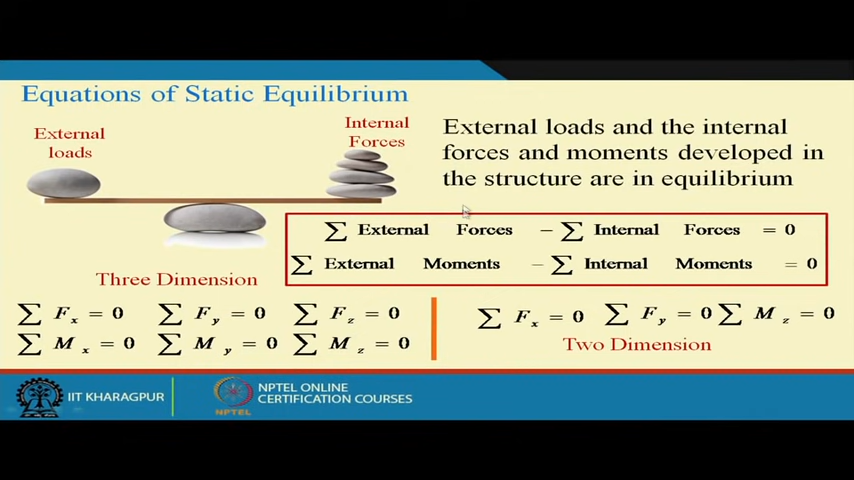 Equations of Static Equilibrium
External
loads
Internal
Forces
External loads and the internal
forces and moments developed in
the structure are in equilibrium
∑ External Forces − ∑ Internal Forces = 0
∑ External Moments − ∑ Internal Moments = 0
Three Dimension
∑ Fx = 0 ∑ Fy = 0 ∑ Fz = 0
∑ Mx = 0 ∑ My = 0 ∑ Mz = 0
∑ Fx = 0 ∑ Fy = 0 ∑ Mz = 0
Two Dimension
IIT KHARAGPUR
NPTEL
NPTEL ONLINE
CERTIFICATION COURSES